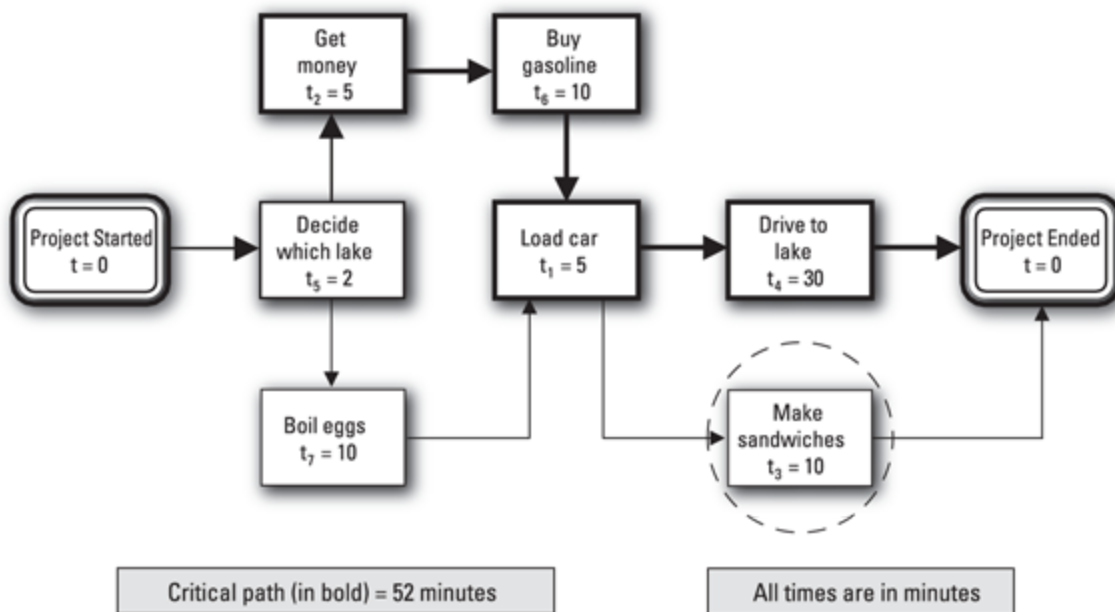 Get
money
t₂ = 5
Buy
gasoline
t₆ = 10
Project Started
t = 0
Decide
which lake
t₅ = 2
Load car
t₁ = 5
Drive to
lake
t₄ = 30
Project Ended
t = 0
Boil eggs
t₇ = 10
Make
sandwiches
t₃ = 10
Critical path (in bold) = 52 minutes
All times are in minutes